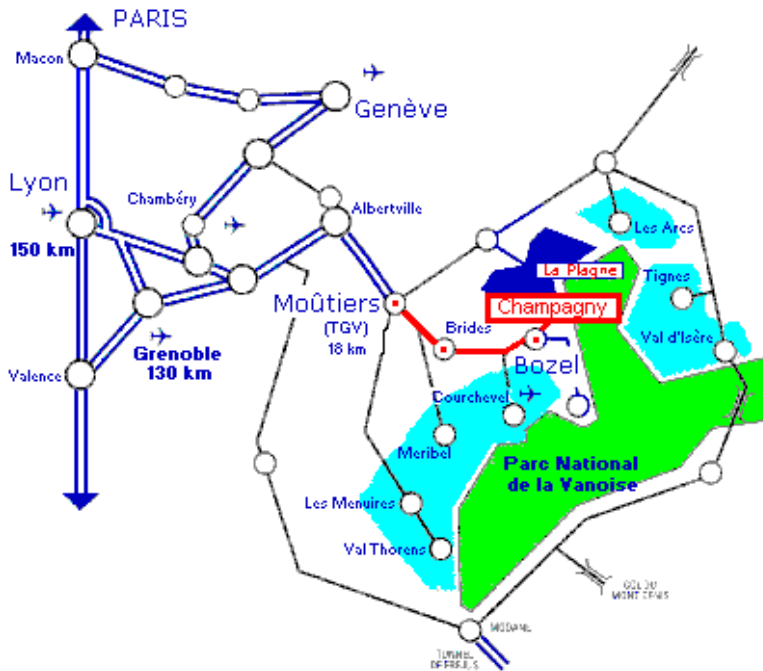 PARIS
Macon
Genève
Lyon
Chambéry
Albertville
150 km
Les Arcs
La Plagne
Tignes
Moûtiers
Champagny
(TGV)
Brides
18 km
Val d'Isère
Grenoble
130 km
Bozel
Valence
Courchevel
Meribel
Parc National
de la Vanoise
Les Menuires
Val Thorens
COL DU
MONT CENIS
MODANE
TUNNEL
DE FREJUS